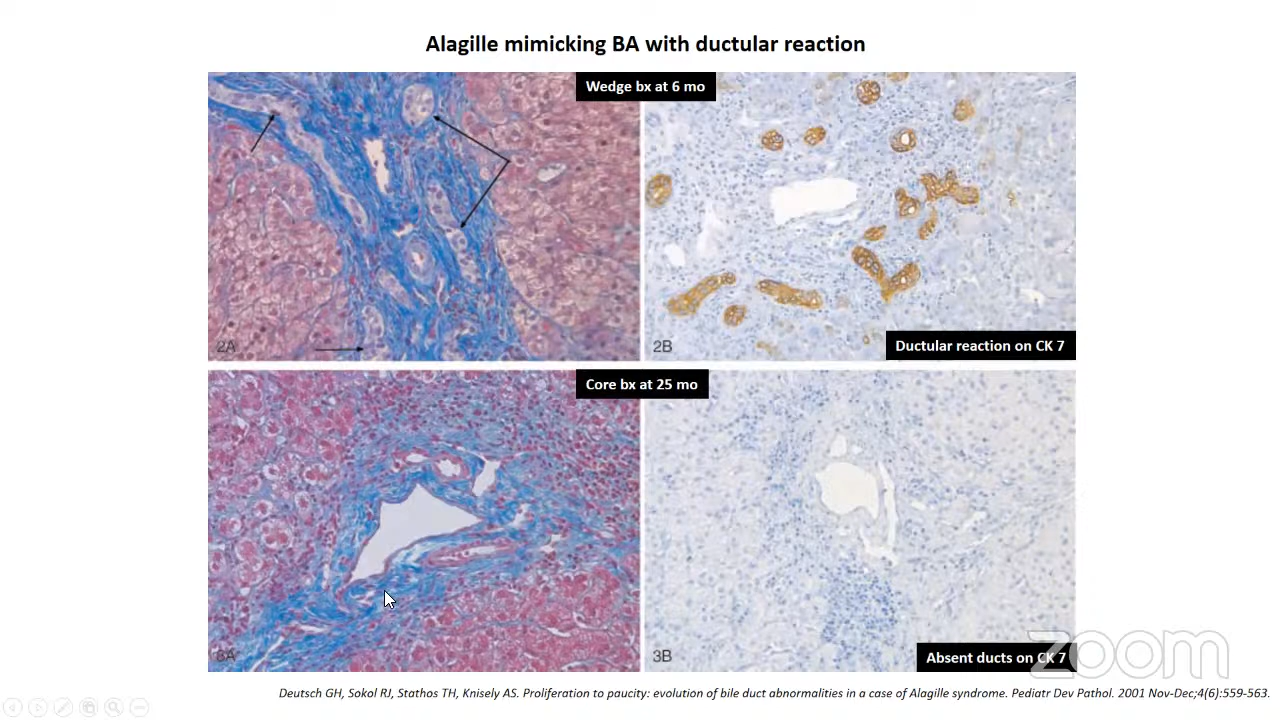 Alagille mimicking BA with ductular reaction
Wedge bx at 6 mo
2A
2B
Ductular reaction on CK 7
Core bx at 25 mo
3A
3B
Absent ducts on CK 7
zoom
Deutsch GH, Sokol RJ, Stathos TH, Knisely AS. Proliferation to paucity: evolution of bile duct abnormalities in a case of Alagille syndrome. Pediatr Dev Pathol. 2001 Nov-Dec;4(6):559-563.